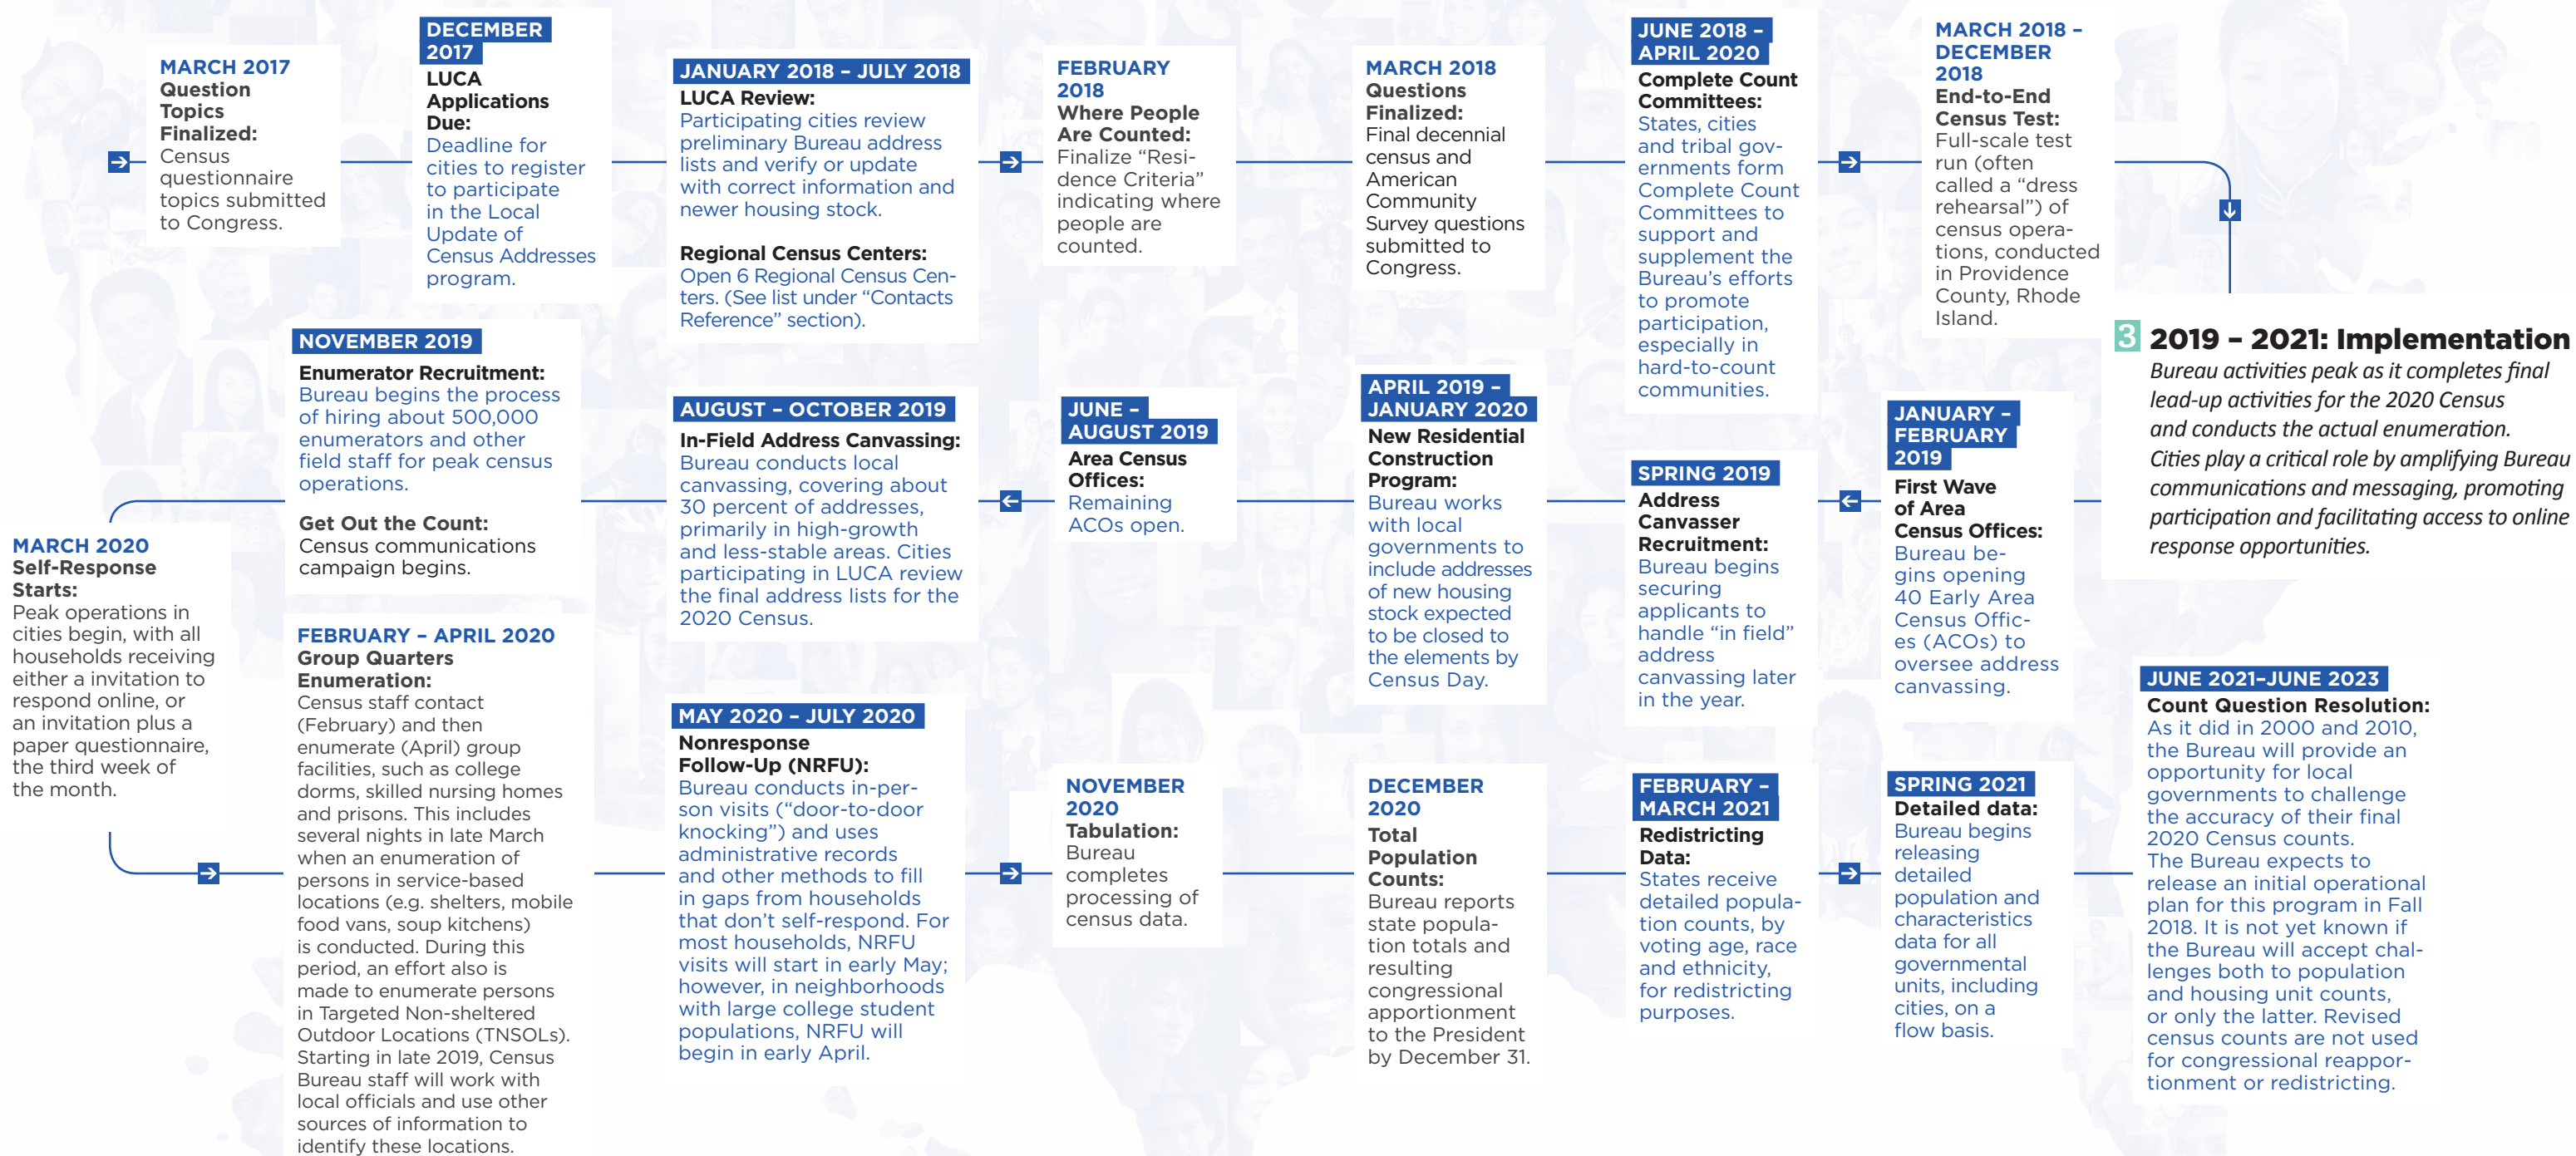 MARCH 2017
Question
Topics
Finalized:
Census
questionnaire
topics submitted
to Congress.
DECEMBER
2017
LUCA
Applications
Due:
Deadline for
cities to register
to participate
in the Local
Update of
Census Addresses
program.
JANUARY 2018 – JULY 2018
LUCA Review:
Participating cities review
preliminary Bureau address
lists and verify or update
with correct information and
newer housing stock.
Regional Census Centers:
Open 6 Regional Census Cen-
ters. (See list under “Contacts
Reference” section).
FEBRUARY
2018
Where People
Are Counted:
Finalize “Resi-
dence Criteria”
indicating where
people are
counted.
MARCH 2018
Questions
Finalized:
Final decennial
census and
American
Community
Survey questions
submitted to
Congress.
JUNE 2018 –
APRIL 2020
Complete Count
Committees:
States, cities
and tribal gov-
ernments form
Complete Count
Committees to
support and
supplement the
Bureau’s efforts
to promote
participation,
especially in
hard-to-count
communities.
MARCH 2018 –
DECEMBER
2018
End-to-End
Census Test:
Full-scale test
run (often
called a “dress
rehearsal”) of
census opera-
tions, conducted
in Providence
County, Rhode
Island.
3 2019 – 2021: Implementation
Bureau activities peak as it completes final
lead-up activities for the 2020 Census
and conducts the actual enumeration.
Cities play a critical role by amplifying Bureau
communications and messaging, promoting
participation and facilitating access to online
response opportunities.
JANUARY –
FEBRUARY
2019
First Wave
of Area
Census Offices:
Bureau be-
gins opening
40 Early Area
Census Offic-
es (ACOs) to
oversee address
canvassing.
SPRING 2019
Address
Canvasser
Recruitment:
Bureau begins
securing
applicants to
handle “in field”
address
canvassing later
in the year.
APRIL 2019 –
JANUARY 2020
New Residential
Construction
Program:
Bureau works
with local
governments to
include addresses
of new housing
stock expected
to be closed to
the elements by
Census Day.
JUNE –
AUGUST 2019
Area Census
Offices:
Remaining
ACOs open.
AUGUST – OCTOBER 2019
In-Field Address Canvassing:
Bureau conducts local
canvassing, covering about
30 percent of addresses,
primarily in high-growth
and less-stable areas. Cities
participating in LUCA review
the final address lists for the
2020 Census.
NOVEMBER 2019
Enumerator Recruitment:
Bureau begins the process
of hiring about 500,000
enumerators and other
field staff for peak census
operations.
Get Out the Count:
Census communications
campaign begins.
MARCH 2020
Self-Response
Starts:
Peak operations in
cities begin, with all
households receiving
either a invitation to
respond online, or
an invitation plus a
paper questionnaire,
the third week of
the month.
FEBRUARY – APRIL 2020
Group Quarters
Enumeration:
Census staff contact
(February) and then
enumerate (April) group
facilities, such as college
dorms, skilled nursing homes
and prisons. This includes
several nights in late March
when an enumeration of
persons in service-based
locations (e.g. shelters, mobile
food vans, soup kitchens)
is conducted. During this
period, an effort also is
made to enumerate persons
in Targeted Non-sheltered
Outdoor Locations (TNSOLs).
Starting in late 2019, Census
Bureau staff will work with
local officials and use other
sources of information to
identify these locations.
MAY 2020 – JULY 2020
Nonresponse
Follow-Up (NRFU):
Bureau conducts in-per-
son visits (“door-to-door
knocking”) and uses
administrative records
and other methods to fill
in gaps from households
that don’t self-respond. For
most households, NRFU
visits will start in early May;
however, in neighborhoods
with large college student
populations, NRFU will
begin in early April.
NOVEMBER
2020
Tabulation:
Bureau
completes
processing of
census data.
DECEMBER
2020
Total
Population
Counts:
Bureau reports
state popula-
tion totals and
resulting
congressional
apportionment
to the President
by December 31.
FEBRUARY –
MARCH 2021
Redistricting
Data:
States receive
detailed popula-
tion counts, by
voting age, race
and ethnicity,
for redistricting
purposes.
SPRING 2021
Detailed data:
Bureau begins
releasing
detailed
population and
characteristics
data for all
governmental
units, including
cities, on a
flow basis.
JUNE 2021–JUNE 2023
Count Question Resolution:
As it did in 2000 and 2010,
the Bureau will provide an
opportunity for local
governments to challenge
the accuracy of their final
2020 Census counts.
The Bureau expects to
release an initial operational
plan for this program in Fall
2018. It is not yet known if
the Bureau will accept chal-
lenges both to population
and housing unit counts,
or only the latter. Revised
census counts are not used
for congressional reappor-
tionment or redistricting.